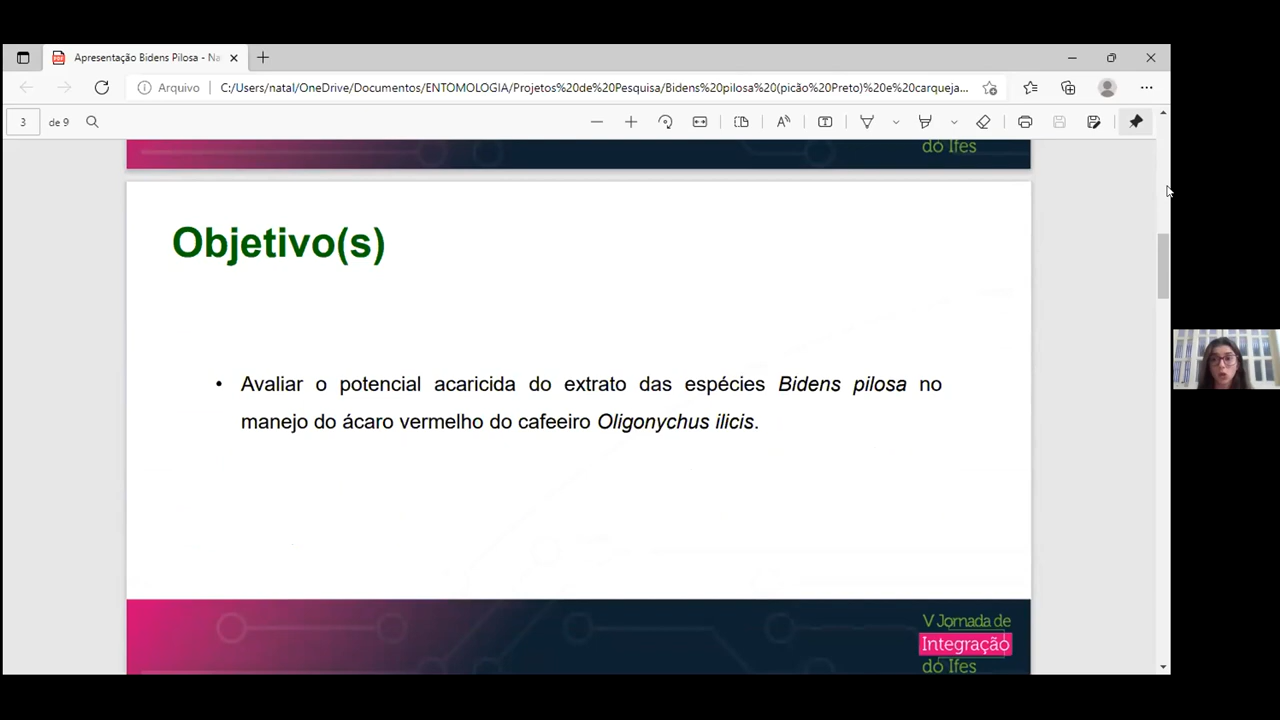 Apresentação Bidens Pilosa - Na
Arquivo
C:/Users/natal/OneDrive/Documentos/ENTOMOLOGIA/Projetos%20de%20Pesquisa/Bidens%20pilosa%20(picão%20Preto)%20e%20carqueja...
3 de 9
do Ifes
Objetivo(s)
• Avaliar o potencial acaricida do extrato das espécies Bidens pilosa no
manejo do ácaro vermelho do cafeeiro Oligonychus ilicis.
V Jornada de
Integração
do Ifes